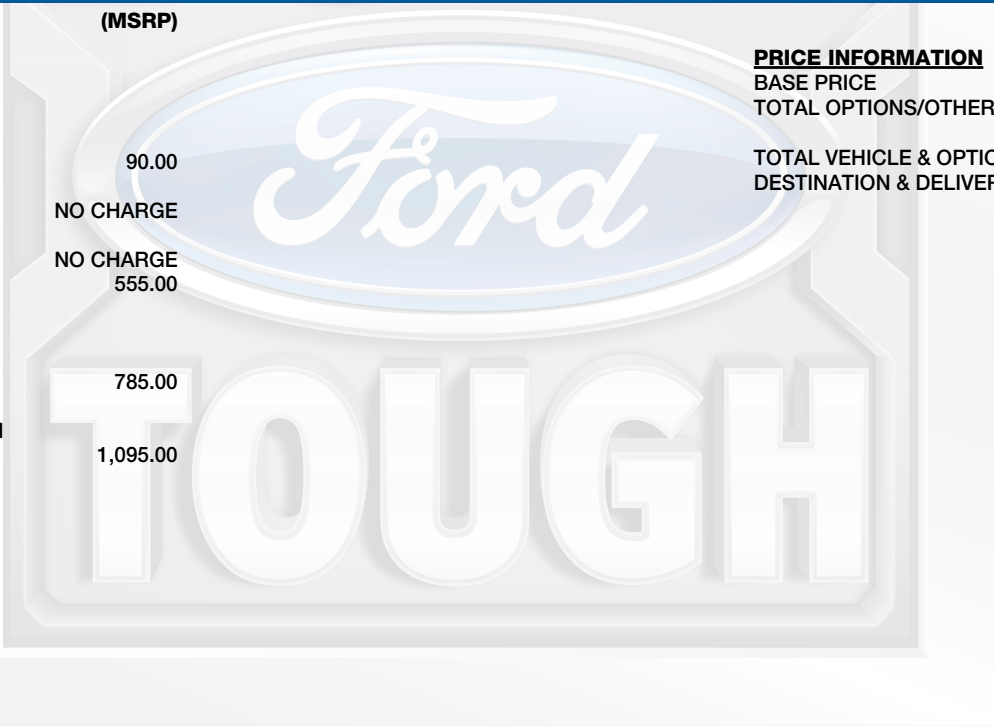 (MSRP)
90.00
NO CHARGE
NO CHARGE
555.00
785.00
1,095.00
PRICE INFORMATION
BASE PRICE
TOTAL OPTIONS/OTHER
TOTAL VEHICLE & OPTIO
DESTINATION & DELIVER
Ford
TOUGH